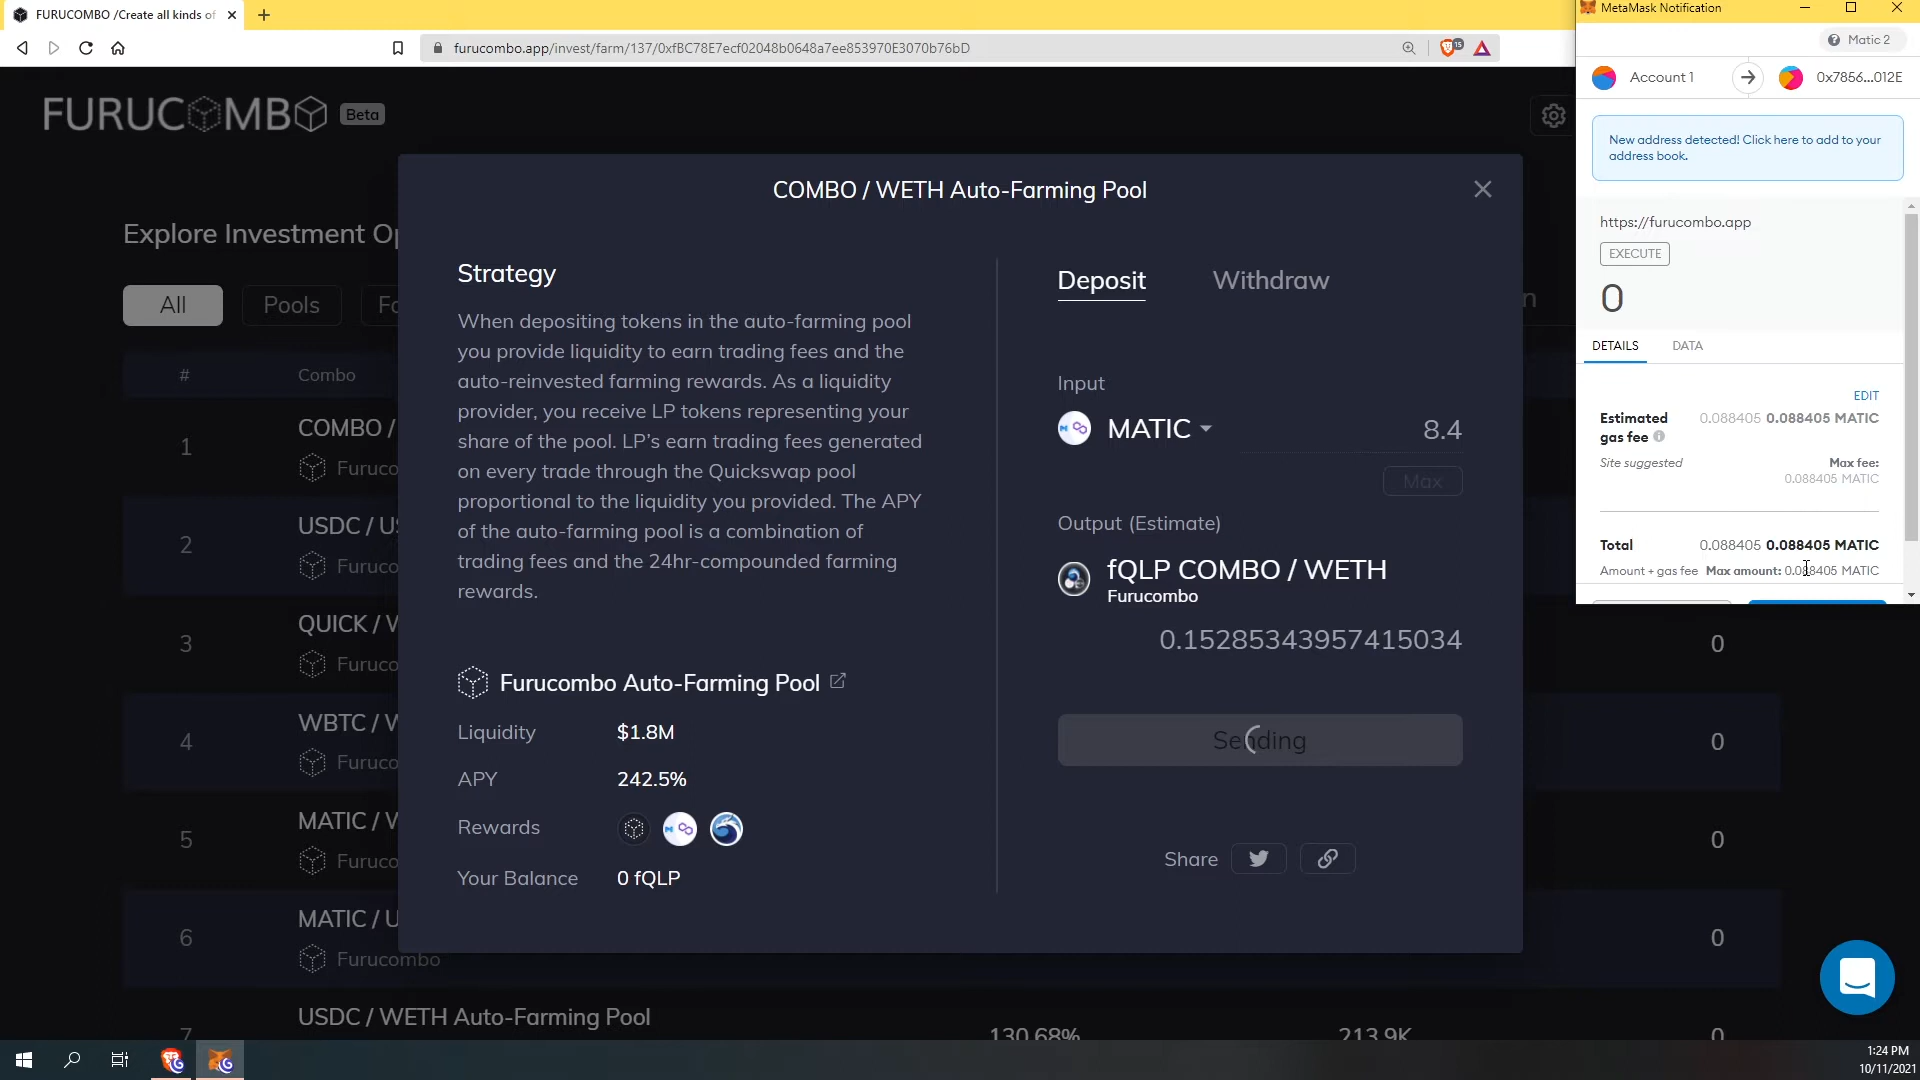 FURUCOMBO /Create all kinds of
furucombo.app/invest/farm/137/0xfBC78E7ecf02048b0648a7ee853970E3070b76bD
15
FURUCOMBO Beta
Explore Investment Op
All Pools Fa
n
# Combo
1 COMBO /
Furuco
2 USDC / US
Furuco
3 QUICK / W
Furuco
0
4 WBTC / W
Furuco
0
5 MATIC / W
Furuco
0
6 MATIC / U
Furucombo
0
7 USDC / WETH Auto-Farming Pool
130.68% 213.9K 0
COMBO / WETH Auto-Farming Pool
Strategy
When depositing tokens in the auto-farming pool
you provide liquidity to earn trading fees and the
auto-reinvested farming rewards. As a liquidity
provider, you receive LP tokens representing your
share of the pool. LP's earn trading fees generated
on every trade through the Quickswap pool
proportional to the liquidity you provided. The APY
of the auto-farming pool is a combination of
trading fees and the 24hr-compounded farming
rewards.
Furucombo Auto-Farming Pool
Liquidity $1.8M
APY 242.5%
Rewards
Your Balance 0 fQLP
Deposit Withdraw
Input
MATIC 8.4
Max
Output (Estimate)
fQLP COMBO / WETH
Furucombo
0.15285343957415034
Sending
Share
MetaMask Notification
Matic 2
Account 1 0x7856...012E
New address detected! Click here to add to your
address book.
https://furucombo.app
EXECUTE
0
DETAILS DATA
EDIT
Estimated 0.088405 0.088405 MATIC
gas fee
Site suggested Max fee:
0.088405 MATIC
Total 0.088405 0.088405 MATIC
Amount + gas fee Max amount: 0.088405 MATIC
1:24 PM
10/11/2021